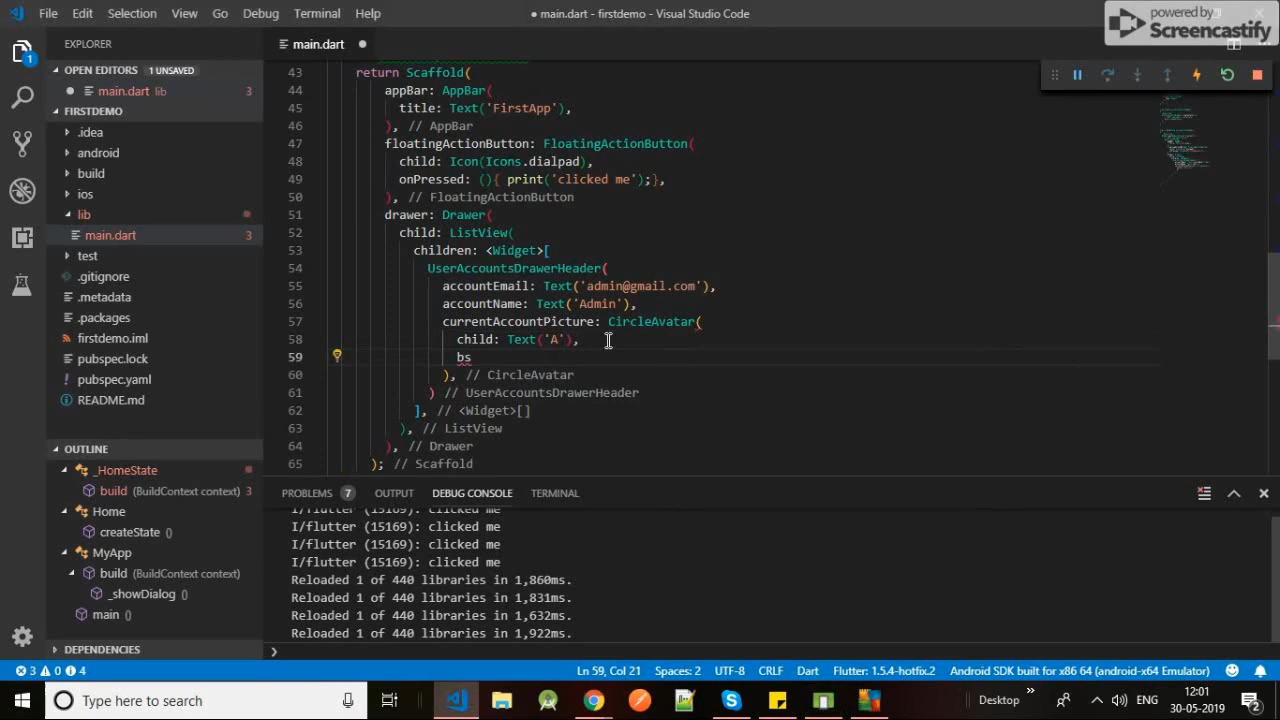 File Edit Selection View Go Debug Terminal Help
● main.dart - firstdemo - Visual Studio Code
powered by
Screencastify
EXPLORER
main.dart ●
OPEN EDITORS 1 UNSAVED
● main.dart lib 3
FIRSTDEMO
.idea
android
build
ios
lib
main.dart 3
test
.gitignore
.metadata
firstdemo.iml
pubspec.lock
pubspec.yaml
README.md
OUTLINE
_HomeState
build (BuildContext context) 3
Home
createState ()
MyApp
build (BuildContext context)
_showDialog ()
main ()
DEPENDENCIES
43 return Scaffold(
44 appBar: AppBar(
45 title: Text('FirstApp'),
46 ), // AppBar
47 floatingActionButton: FloatingActionButton(
48 child: Icon(Icons.dialpad),
49 onPressed: (){ print('clicked me');},
50 ), // FloatingActionButton
51 drawer: Drawer(
52 child: ListView(
53 children: <Widget>[
54 UserAccountsDrawerHeader(
55 accountEmail: Text('admin@gmail.com'),
56 accountName: Text('Admin'),
57 currentAccountPicture: CircleAvatar(
58 child: Text('A'),
59 bs
60 ), // CircleAvatar
61 ) // UserAccountsDrawerHeader
62 ], // <Widget>[]
63 ), // ListView
64 ), // Drawer
65 ); // Scaffold
PROBLEMS 7 OUTPUT DEBUG CONSOLE TERMINAL
I/flutter (15169): clicked me
I/flutter (15169): clicked me
I/flutter (15169): clicked me
I/flutter (15169): clicked me
Reloaded 1 of 440 libraries in 1,860ms.
Reloaded 1 of 440 libraries in 1,831ms.
Reloaded 1 of 440 libraries in 1,632ms.
Reloaded 1 of 440 libraries in 1,922ms.
3 0 4 Ln 59, Col 21 Spaces: 2 UTF-8 CRLF Dart Flutter: 1.5.4-hotfix.2 Android SDK built for x86 64 (android-x64 Emulator)
Type here to search
Desktop
ENG
12:01
30-05-2019
2